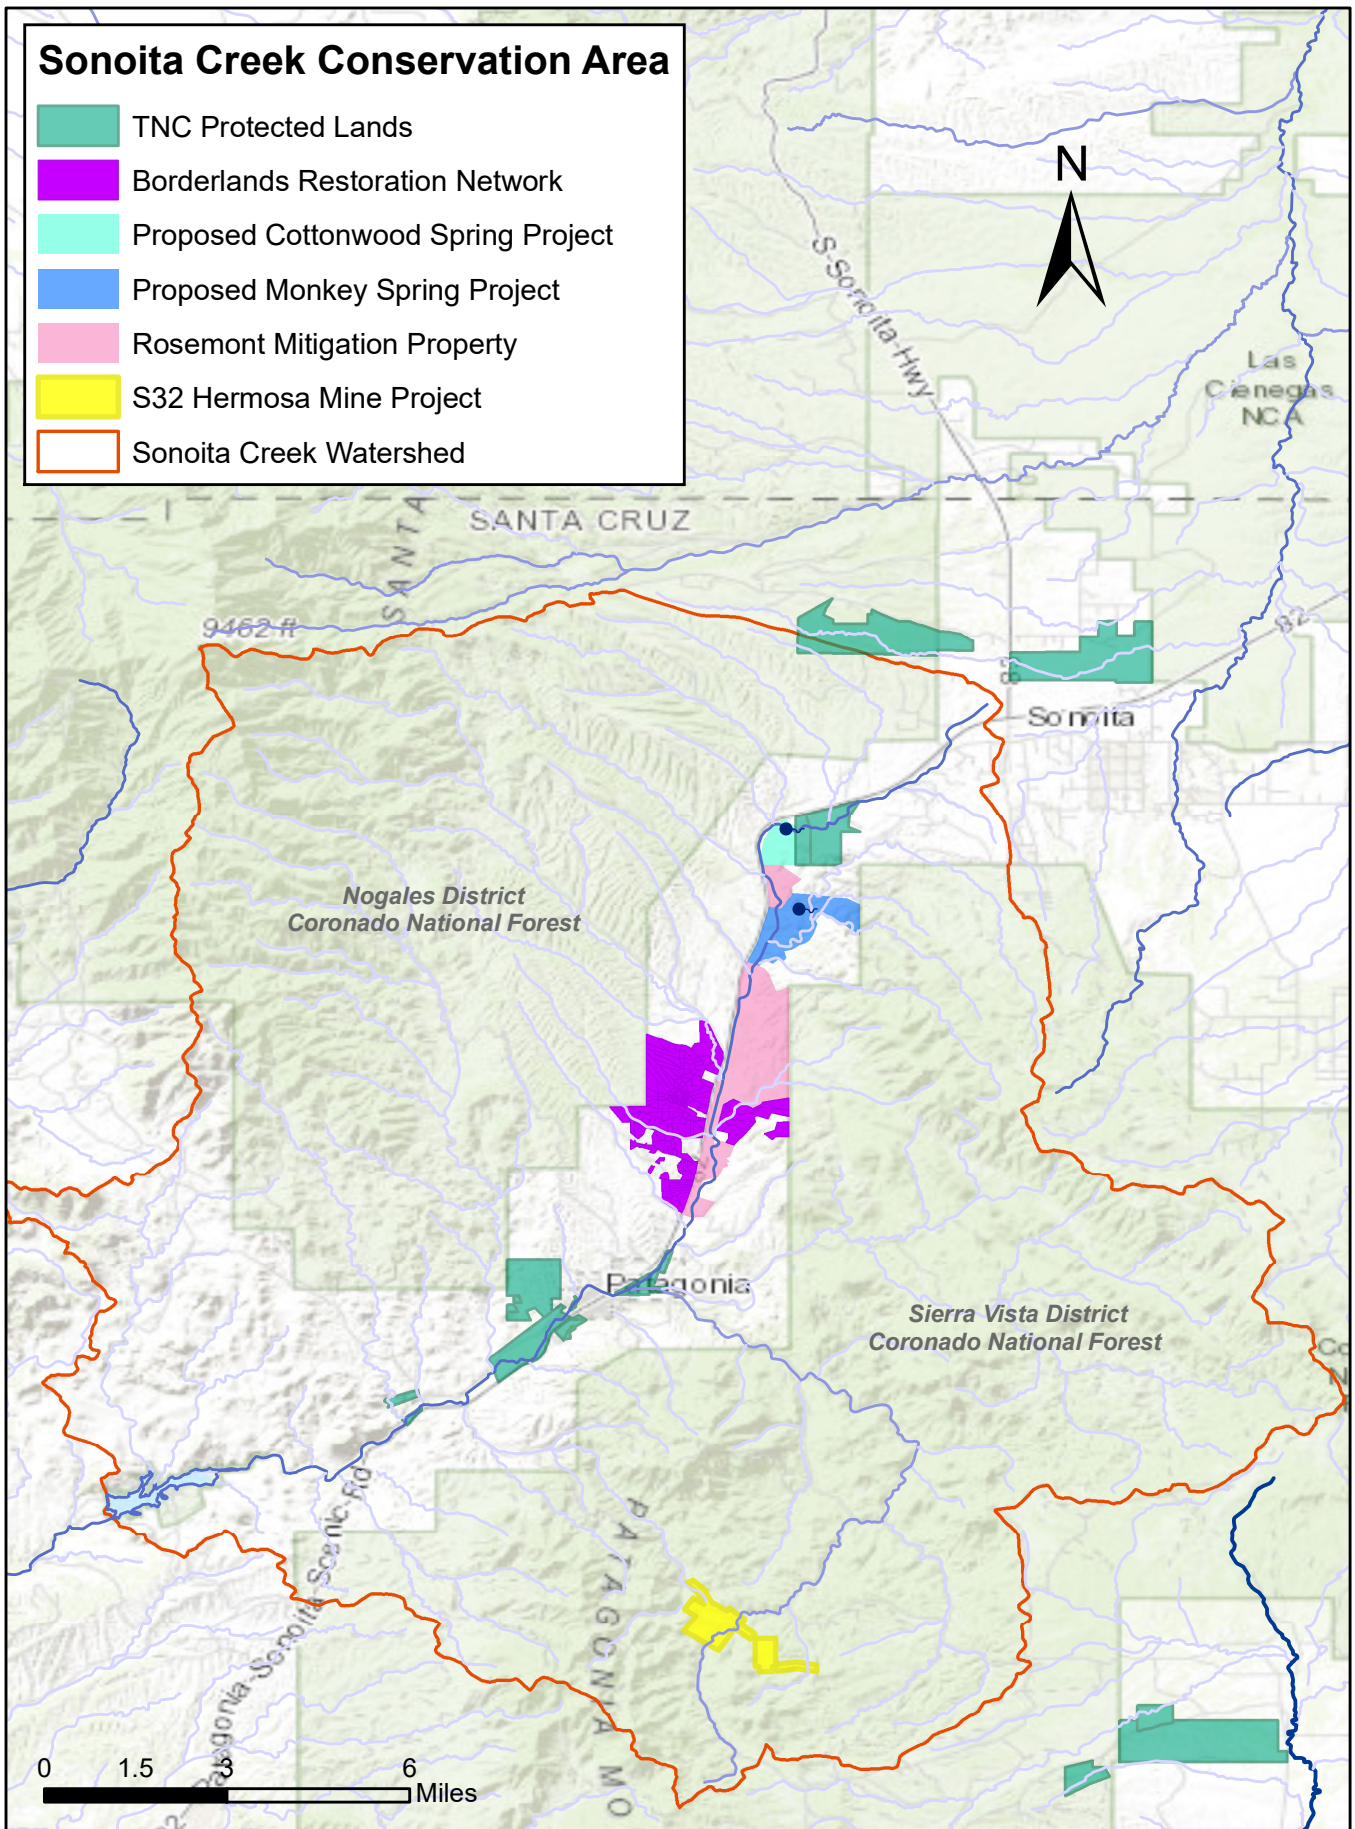 Sonoita Creek Conservation Area
TNC Protected Lands
Borderlands Restoration Network
Proposed Cottonwood Spring Project
Proposed Monkey Spring Project
Rosemont Mitigation Property
S32 Hermosa Mine Project
Sonoita Creek Watershed
N
S-Sonoita-Hwy
Las
Cienegas
NCA
SANTA
SANTA CRUZ
9462 ft
82
83
Sonoita
Nogales District
Coronado National Forest
Patagonia
Sierra Vista District
Coronado National Forest
Co
N
PATAGONIA MO
Patagonia-Sonoita-Scenic-Rd
0 1.5 3 6
Miles